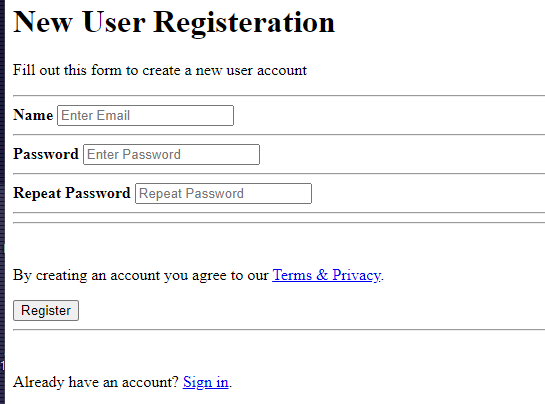 New User Registeration
Fill out this form to create a new user account
Name Enter Email
Password Enter Password
Repeat Password Repeat Password
By creating an account you agree to our Terms & Privacy.
Register
1
Already have an account? Sign in.